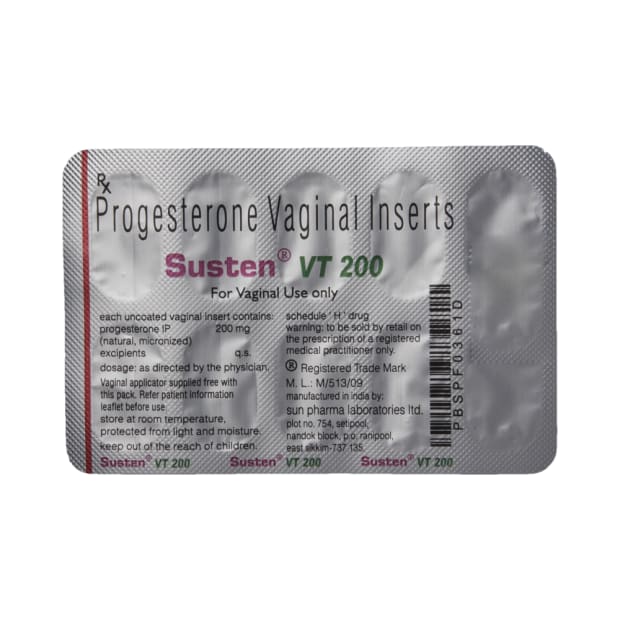 Rx
Progesterone Vaginal Inserts
Susten® VT 200
For Vaginal Use only
each uncoated vaginal insert contains:
progesterone IP 200 mg
(natural, micronized)
excipients q.s.
dosage: as directed by the physician.
Vaginal applicator supplied free with
this pack. Refer patient information
leaflet before use
store at room temperature,
protected from light and moisture.
keep out of the reach of children.
schedule ' H ' drug
warning: to be sold by retail on
the prescription of a registered
medical practitioner only.
® Registered Trade Mark
M. L.: M/513/09
manufactured in india by:
sun pharma laboratories ltd.
plot no. 754, setipool,
nandok block, p.o. ranipool,
east sikkim-737 135.
PBSPF0361D
Susten® VT 200 Susten® VT 200 Susten® VT 200